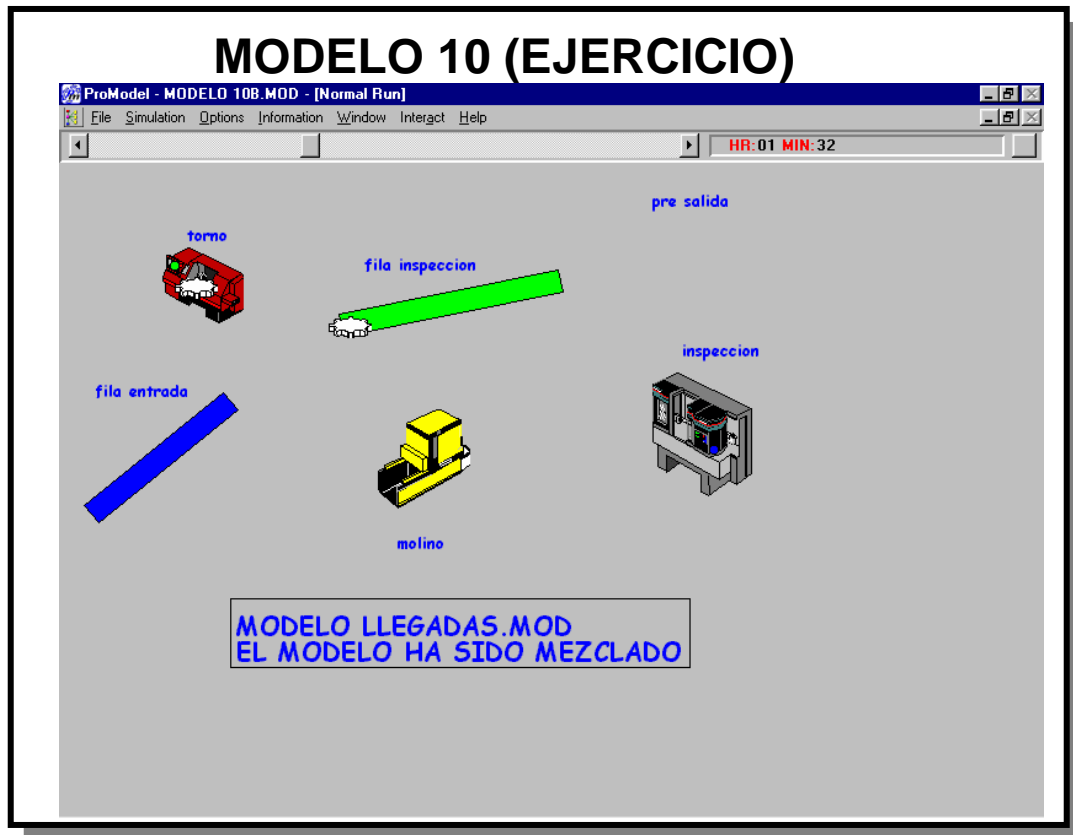 MODELO 10 (EJERCICIO)
ProModel - MODELO 10B.MOD - [Normal Run]
File Simulation Options Information Window Interact Help
HR:01 MIN:32
pre salida
torno
fila inspeccion
inspeccion
fila entrada
molino
MODELO LLEGADAS.MOD
EL MODELO HA SIDO MEZCLADO